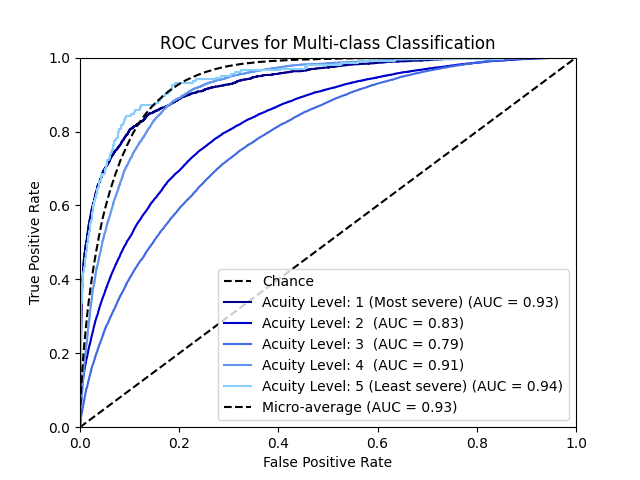 ROC Curves for Multi-class Classification
1.0
0.8
0.6
0.4
0.2
0.0
True Positive Rate
Chance
Acuity Level: 1 (Most severe) (AUC = 0.93)
Acuity Level: 2  (AUC = 0.83)
Acuity Level: 3  (AUC = 0.79)
Acuity Level: 4  (AUC = 0.91)
Acuity Level: 5 (Least severe) (AUC = 0.94)
Micro-average (AUC = 0.93)
0.0 0.2 0.4 0.6 0.8 1.0
False Positive Rate